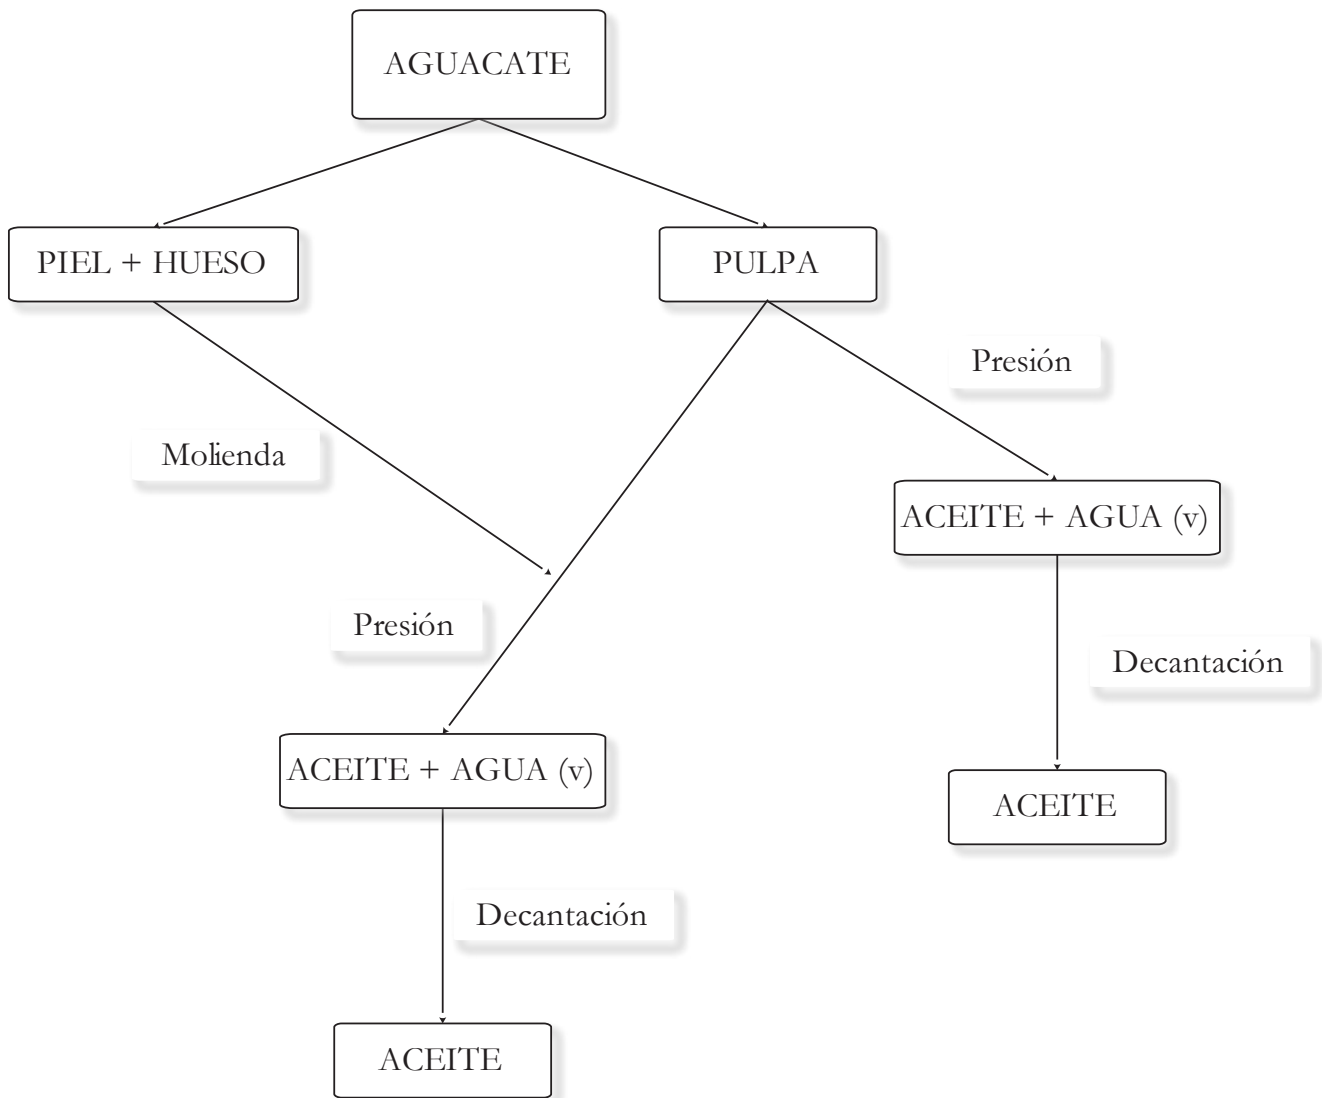 AGUACATE
PIEL + HUESO
PULPA
Presión
Molienda
ACEITE + AGUA (v)
Presión
Decantación
ACEITE + AGUA (v)
ACEITE
Decantación
ACEITE